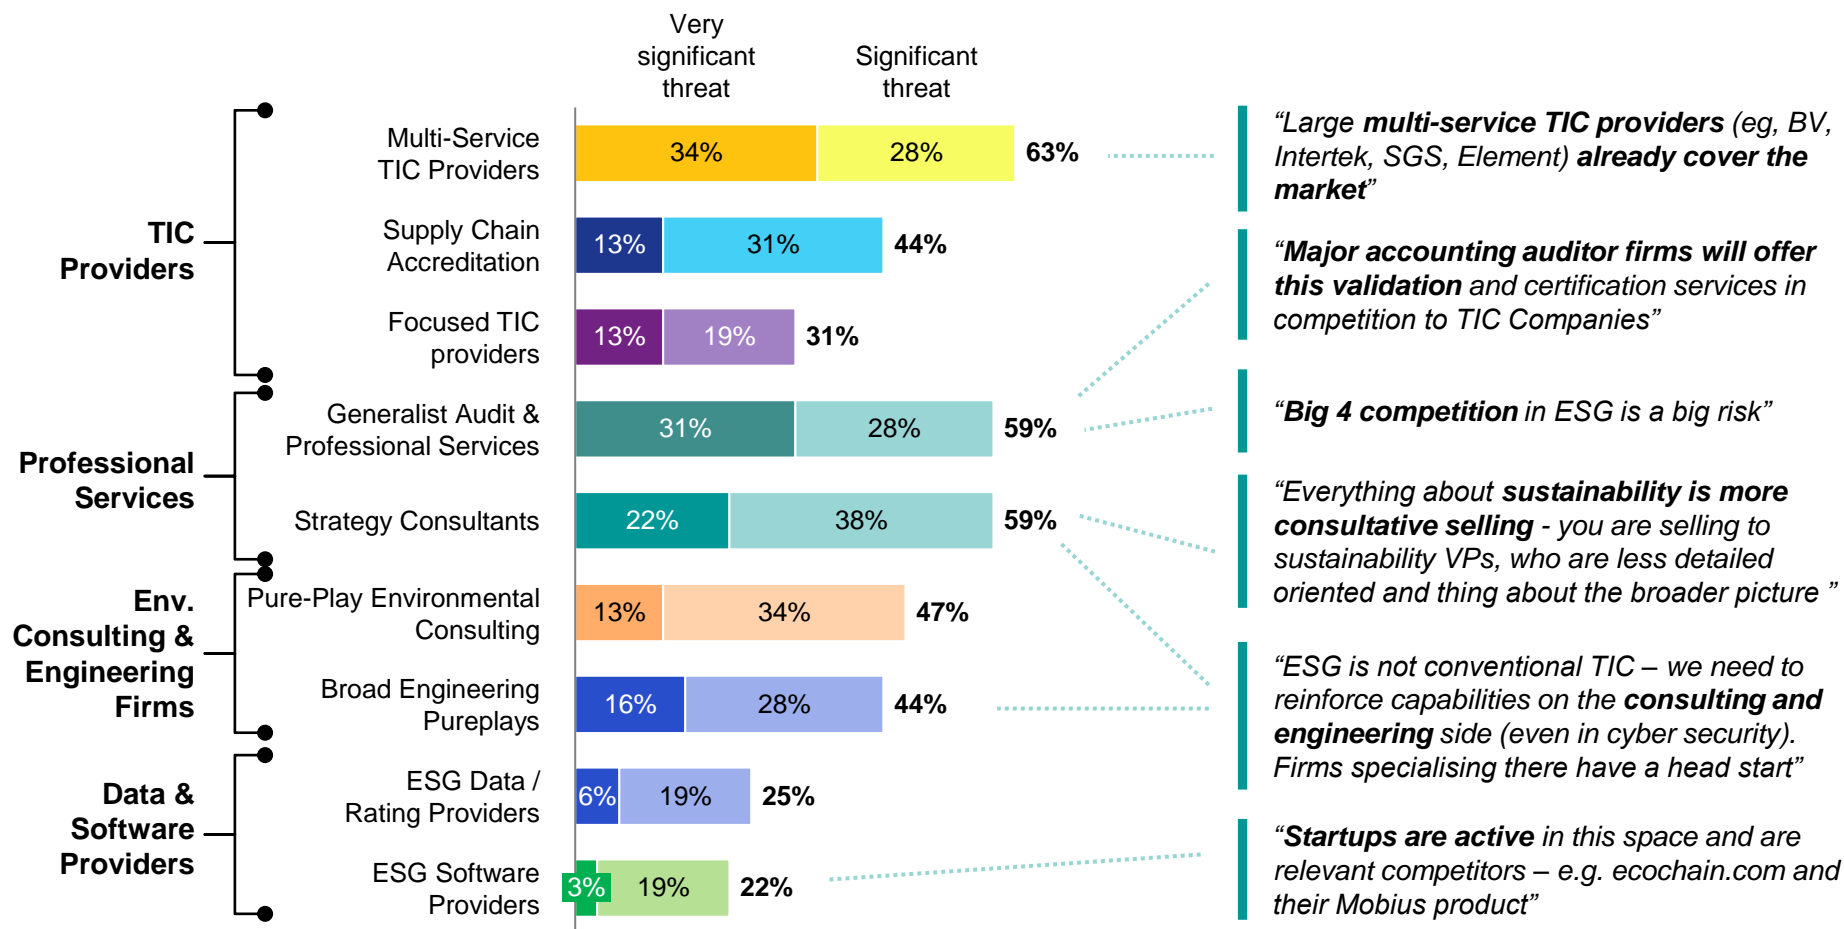 Very
significant
threat
Significant
threat
TIC
Providers
Multi-Service
TIC Providers
34%
28%
63%
Supply Chain
Accreditation
13%
31%
44%
Focused TIC
providers
13%
19%
31%
Professional
Services
Generalist Audit &
Professional Services
31%
28%
59%
Strategy Consultants
22%
38%
59%
Env.
Consulting &
Engineering
Firms
Pure-Play Environmental
Consulting
13%
34%
47%
Broad Engineering
Pureplays
16%
28%
44%
Data &
Software
Providers
ESG Data /
Rating Providers
6%
19%
25%
ESG Software
Providers
3%
19%
22%
“Large multi-service TIC providers (eg, BV,
Intertek, SGS, Element) already cover the
market”
“Major accounting auditor firms will offer
this validation and certification services in
competition to TIC Companies”
“Big 4 competition in ESG is a big risk”
“Everything about sustainability is more
consultative selling - you are selling to
sustainability VPs, who are less detailed
oriented and thing about the broader picture ”
“ESG is not conventional TIC – we need to
reinforce capabilities on the consulting and
engineering side (even in cyber security).
Firms specialising there have a head start”
“Startups are active in this space and are
relevant competitors – e.g. ecochain.com and
their Mobius product”